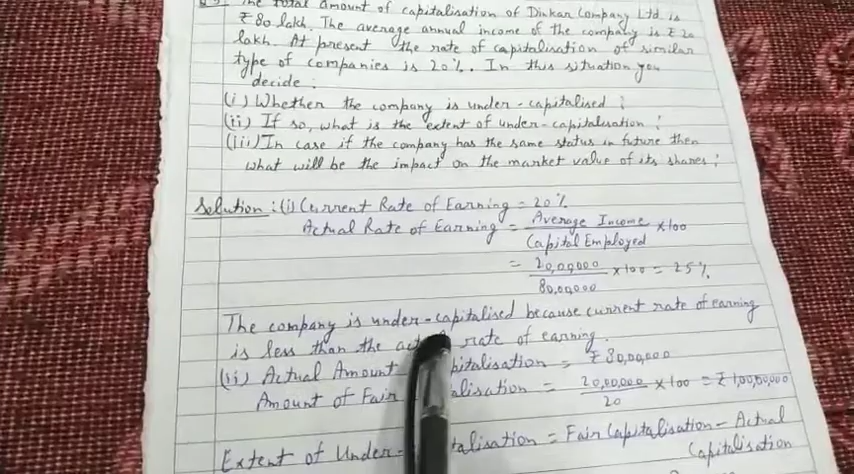 The total amount of capitalisation of Dinkar Company Ltd. is
₹80 lakh. The average annual income of the company is ₹ 20
lakh. At present the rate of capitalisation of similar
type of companies is 20%. In this situation you
decide :
(i) Whether the company is under-capitalised ?
(ii) If so, what is the extent of under-capitalisation ?
(iii) In case if the company has the same status in future then
what will be the impact on the market value of its shares ?
Solution : (i) Current Rate of Earning = 20%
Actual Rate of Earning = Average Income / Capital Employed × 100
= 20,00,000 / 80,00,000 × 100 = 25%
The company is under-capitalised because current rate of earning
is less than the rate of earning.
(ii) Actual Amount = ₹80,00,000
Amount of Fair = 20,00,000 / 20 × 100 = ₹ 1,00,00,000
Extent of Under- = Fair Capitalisation - Actual
Capitalisation